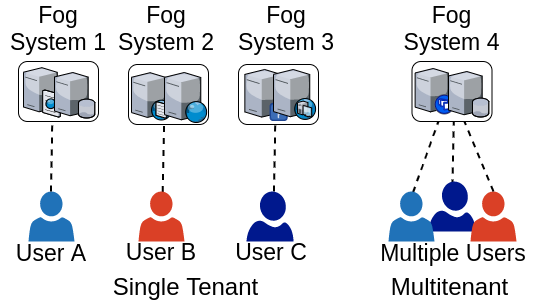 Fog
System 1
Fog
System 2
Fog
System 3
Fog
System 4
User A
User B
User C
Multiple Users
Single Tenant
Multitenant